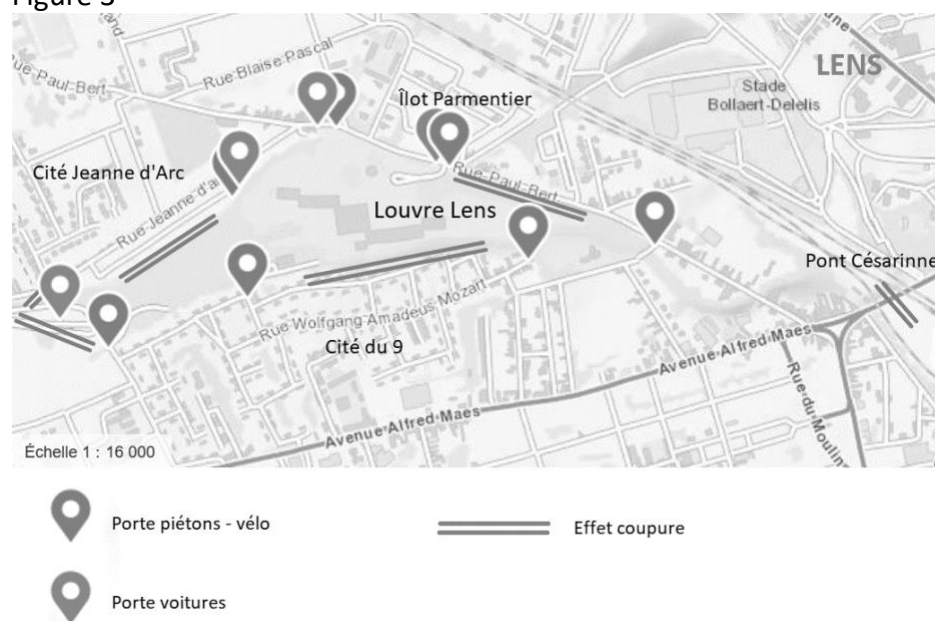 Figure
Rue Blaise Pascal
ue-Paul-Bert
LENS
Stade
Bollaert-Delelis
Îlot Parmentier
Cité Jeanne d'Arc
Rue-Paul-Bert
Rue-Jeanne-d'a
Louvre Lens
Pont Césarinne
Rue Wolfgang Amadeus Mozart
Cité du 9
Avenue Alfred Maes
Rue du Moulin
Avenue Alfred Maes
Échelle 1 : 16 000
Porte piétons - vélo
Effet coupure
Porte voitures